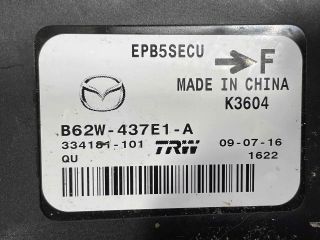 EPB5SECU
F
MADE IN CHINA
K3604
B62W-437E1-A
334181-101 TRW 09-07-16
QU 1622